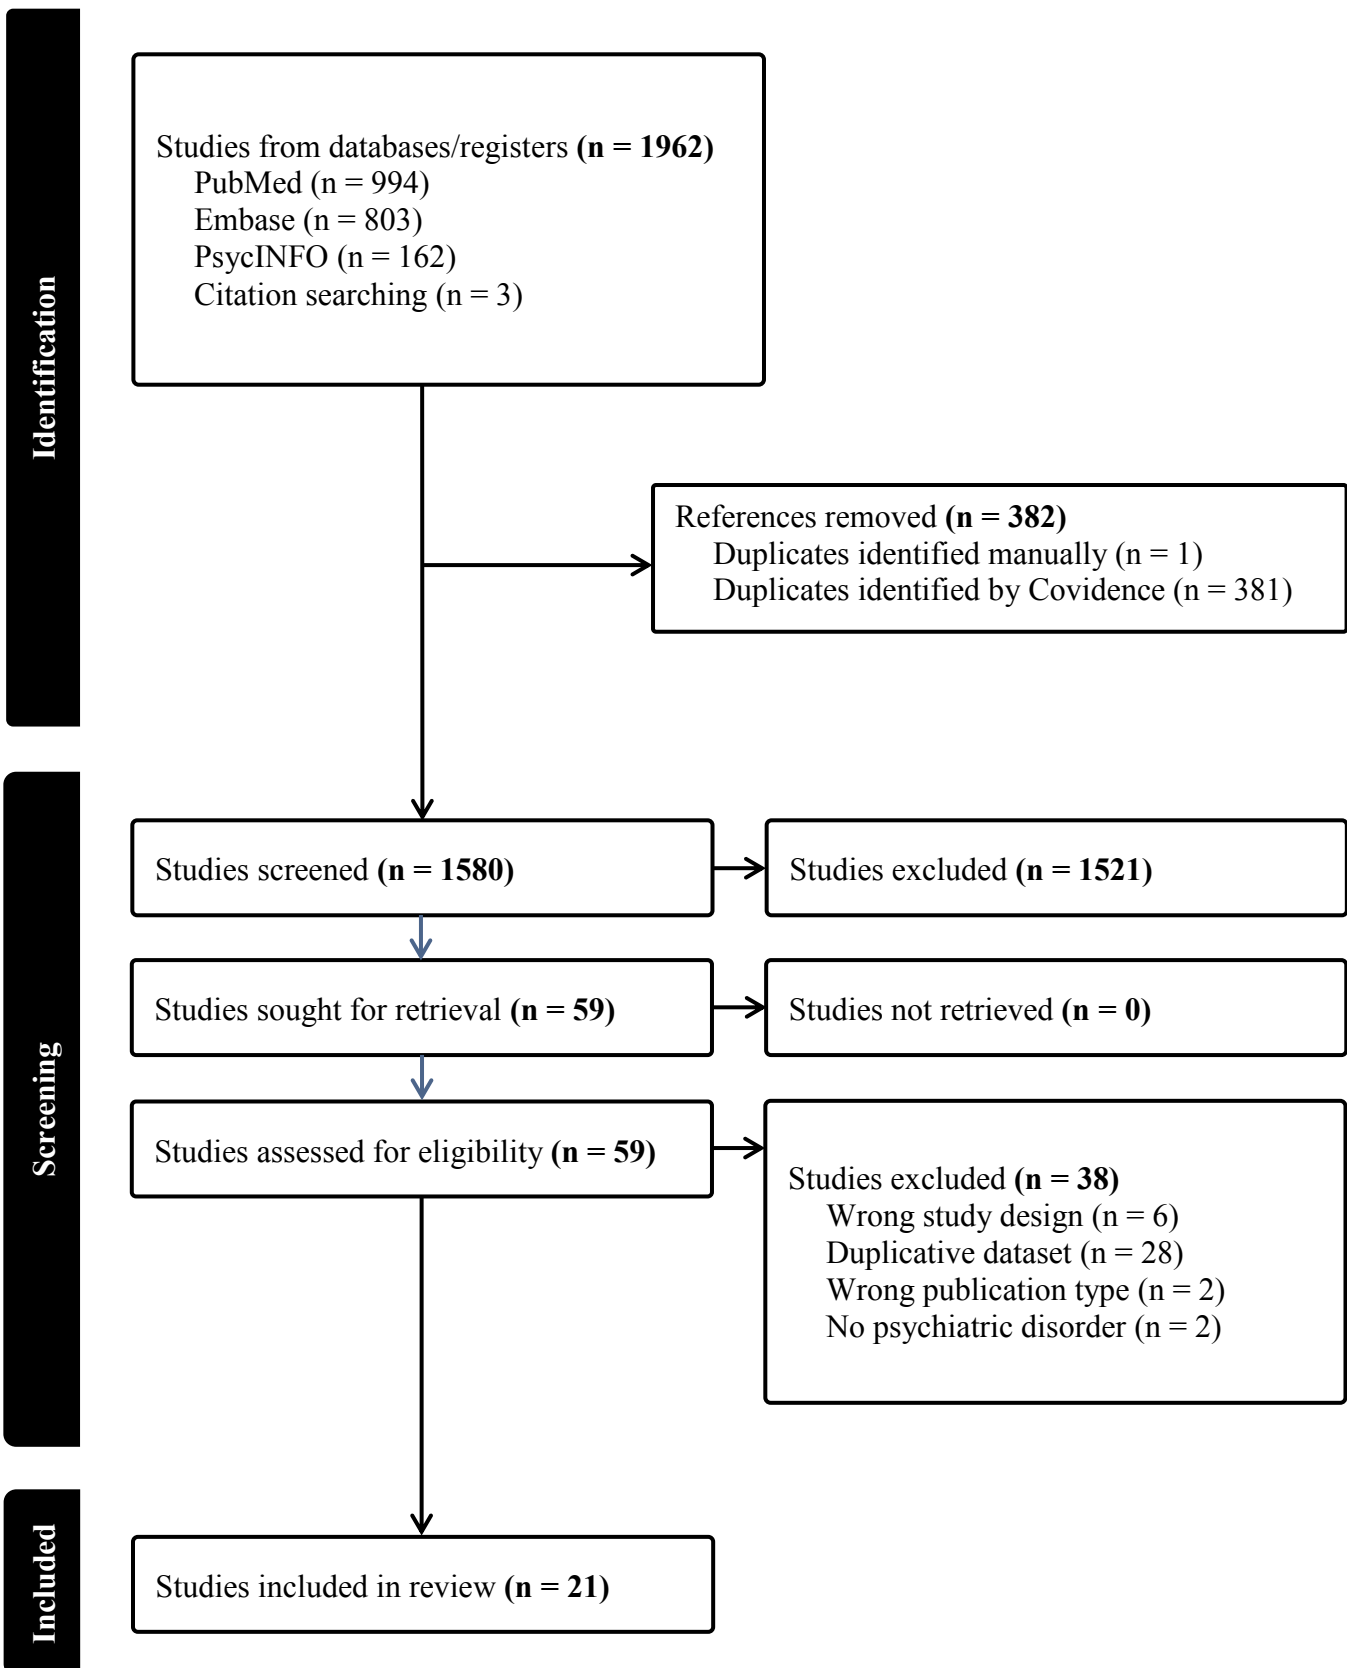 Identification
Studies from databases/registers (n = 1962)
PubMed (n = 994)
Embase (n = 803)
PsycINFO (n = 162)
Citation searching (n = 3)
References removed (n = 382)
Duplicates identified manually (n = 1)
Duplicates identified by Covidence (n = 381)
Screening
Studies screened (n = 1580)
Studies excluded (n = 1521)
Studies sought for retrieval (n = 59)
Studies not retrieved (n = 0)
Studies assessed for eligibility (n = 59)
Studies excluded (n = 38)
Wrong study design (n = 6)
Duplicative dataset (n = 28)
Wrong publication type (n = 2)
No psychiatric disorder (n = 2)
Included
Studies included in review (n = 21)